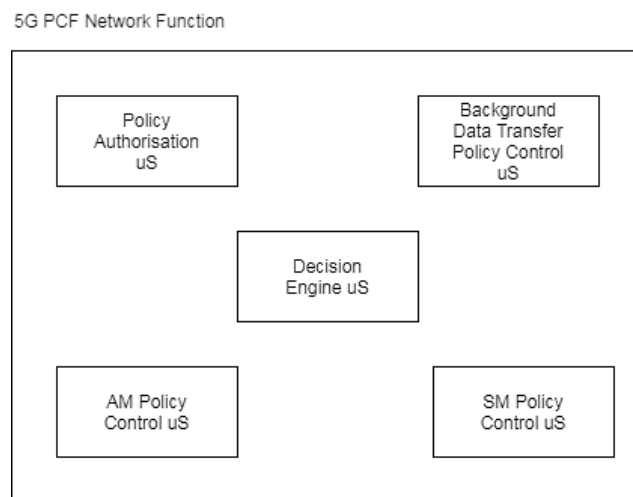 5G PCF Network Function
Policy
Authorisation
uS
Background
Data Transfer
Policy Control
uS
Decision
Engine uS
AM Policy
Control uS
SM Policy
Control uS